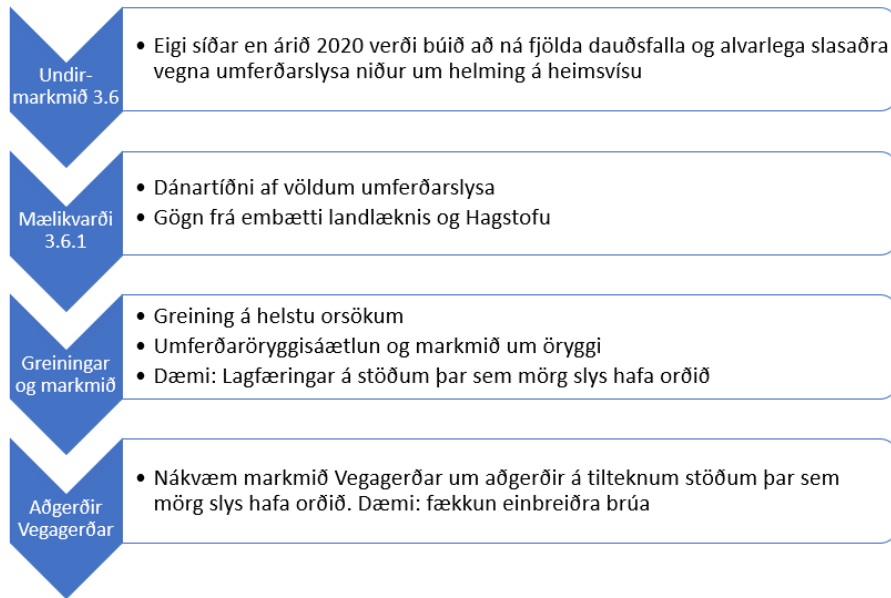 Undir-
markmið 3.6
• Eigi síðar en árið 2020 verði búið að ná fjölda dauðsfalla og alvarlega slasaðra
vegna umferðarslysa niður um helming á heimsvísu
Mælikvarði
3.6.1
• Dánartíðni af völdum umferðarslysa
• Gögn frá embætti landlæknis og Hagstofu
Greiningar
og markmið
• Greining á helstu orsökum
• Umferðaröryggisáætlun og markmið um öryggi
• Dæmi: Lagfæringar á stöðum þar sem mörg slys hafa orðið
Aðgerðir
Vegagerðar
• Nákvæm markmið Vegagerðar um aðgerðir á tilteknum stöðum þar sem
mörg slys hafa orðið. Dæmi: fækkun einbreiðra brúa